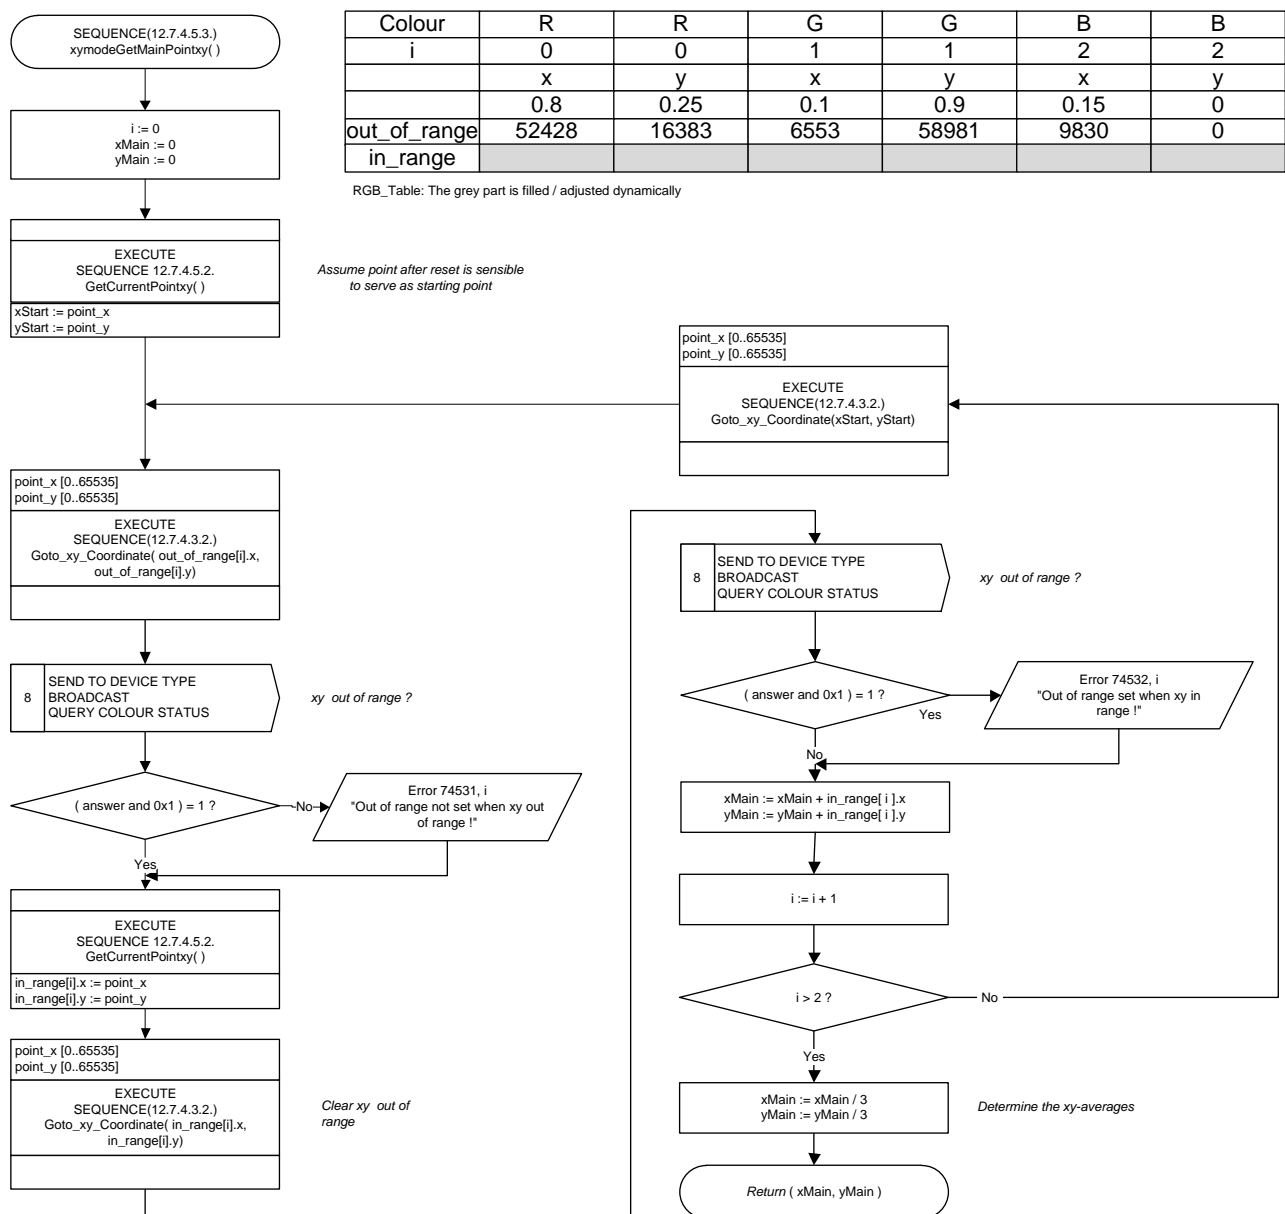 SEQUENCE(12.7.4.5.3.)
xymodeGetMainPointxy( )
i := 0
xMain := 0
yMain := 0
EXECUTE
SEQUENCE 12.7.4.5.2.
GetCurrentPointxy( )
xStart := point_x
yStart := point_y
Assume point after reset is sensible
to serve as starting point
Colour R R G G B B
i 0 0 1 1 2 2
x y x y x y
0.8 0.25 0.1 0.9 0.15 0
out_of_range 52428 16383 6553 58981 9830 0
in_range
RGB_Table: The grey part is filled / adjusted dynamically
point_x [0..65535]
point_y [0..65535]
EXECUTE
SEQUENCE(12.7.4.3.2.)
Goto_xy_Coordinate(xStart, yStart)
point_x [0..65535]
point_y [0..65535]
EXECUTE
SEQUENCE(12.7.4.3.2.)
Goto_xy_Coordinate( out_of_range[i].x,
out_of_range[i].y)
8
SEND TO DEVICE TYPE
BROADCAST
QUERY COLOUR STATUS
xy out of range ?
( answer and 0x1 ) = 1 ?
No
Error 74531, i
"Out of range not set when xy out
of range !"
Yes
EXECUTE
SEQUENCE 12.7.4.5.2.
GetCurrentPointxy( )
in_range[i].x := point_x
in_range[i].y := point_y
point_x [0..65535]
point_y [0..65535]
EXECUTE
SEQUENCE(12.7.4.3.2.)
Goto_xy_Coordinate( in_range[i].x,
in_range[i].y)
Clear xy out of
range
8
SEND TO DEVICE TYPE
BROADCAST
QUERY COLOUR STATUS
xy out of range ?
( answer and 0x1 ) = 1 ?
Yes
Error 74532, i
"Out of range set when xy in
range !"
No
xMain := xMain + in_range[ i ].x
yMain := yMain + in_range[ i ].y
i := i + 1
i > 2 ?
No
Yes
xMain := xMain / 3
yMain := yMain / 3
Determine the xy-averages
Return ( xMain, yMain )